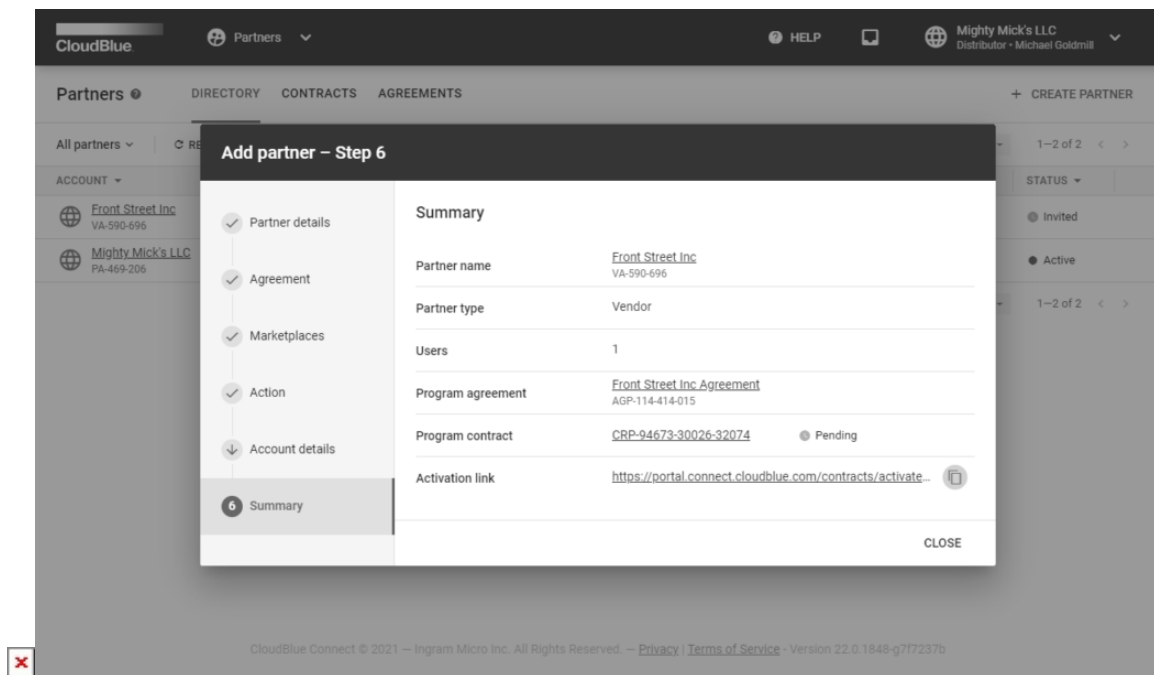 CloudBlue.
Partners
HELP
Mighty Mick's LLC
Distributor • Michael Goldmill
Partners
DIRECTORY CONTRACTS AGREEMENTS
+ CREATE PARTNER
All partners
1–2 of 2
ACCOUNT
STATUS
Front Street Inc
VA-590-696
Invited
Mighty Mick's LLC
PA-469-206
Active
1–2 of 2
Add partner – Step 6
Partner details
Agreement
Marketplaces
Action
Account details
6 Summary
Summary
Partner name Front Street Inc
VA-590-696
Partner type Vendor
Users 1
Program agreement Front Street Inc Agreement
AGP-114-414-015
Program contract CRP-94673-30026-32074 Pending
Activation link https://portal.connect.cloudblue.com/contracts/activate…
CLOSE
CloudBlue Connect © 2021 — Ingram Micro Inc. All Rights Reserved. — Privacy | Terms of Service - Version 22.0.1848-g7f7237b